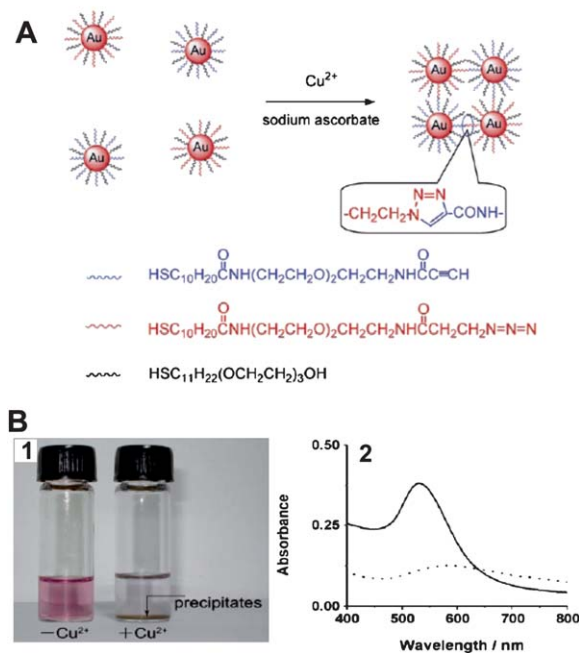 A
Au
Au
Au
Au
Cu²⁺
sodium ascorbate
Au
Au
Au
Au
N=N
-CH₂CH₂-N
-CONH-
O
HSC₁₀H₂₀CNH(CH₂CH₂O)₂CH₂CH₂NHCC≡CH
O
O
HSC₁₀H₂₀CNH(CH₂CH₂O)₂CH₂CH₂NHCCH₂CH₂-N=N=N
O
HSC₁₁H₂₂(OCH₂CH₂)₃OH
B
1
precipitates
−Cu²⁺
+Cu²⁺
2
Absorbance
0.50
0.25
0.00
400
500
600
700
800
Wavelength / nm